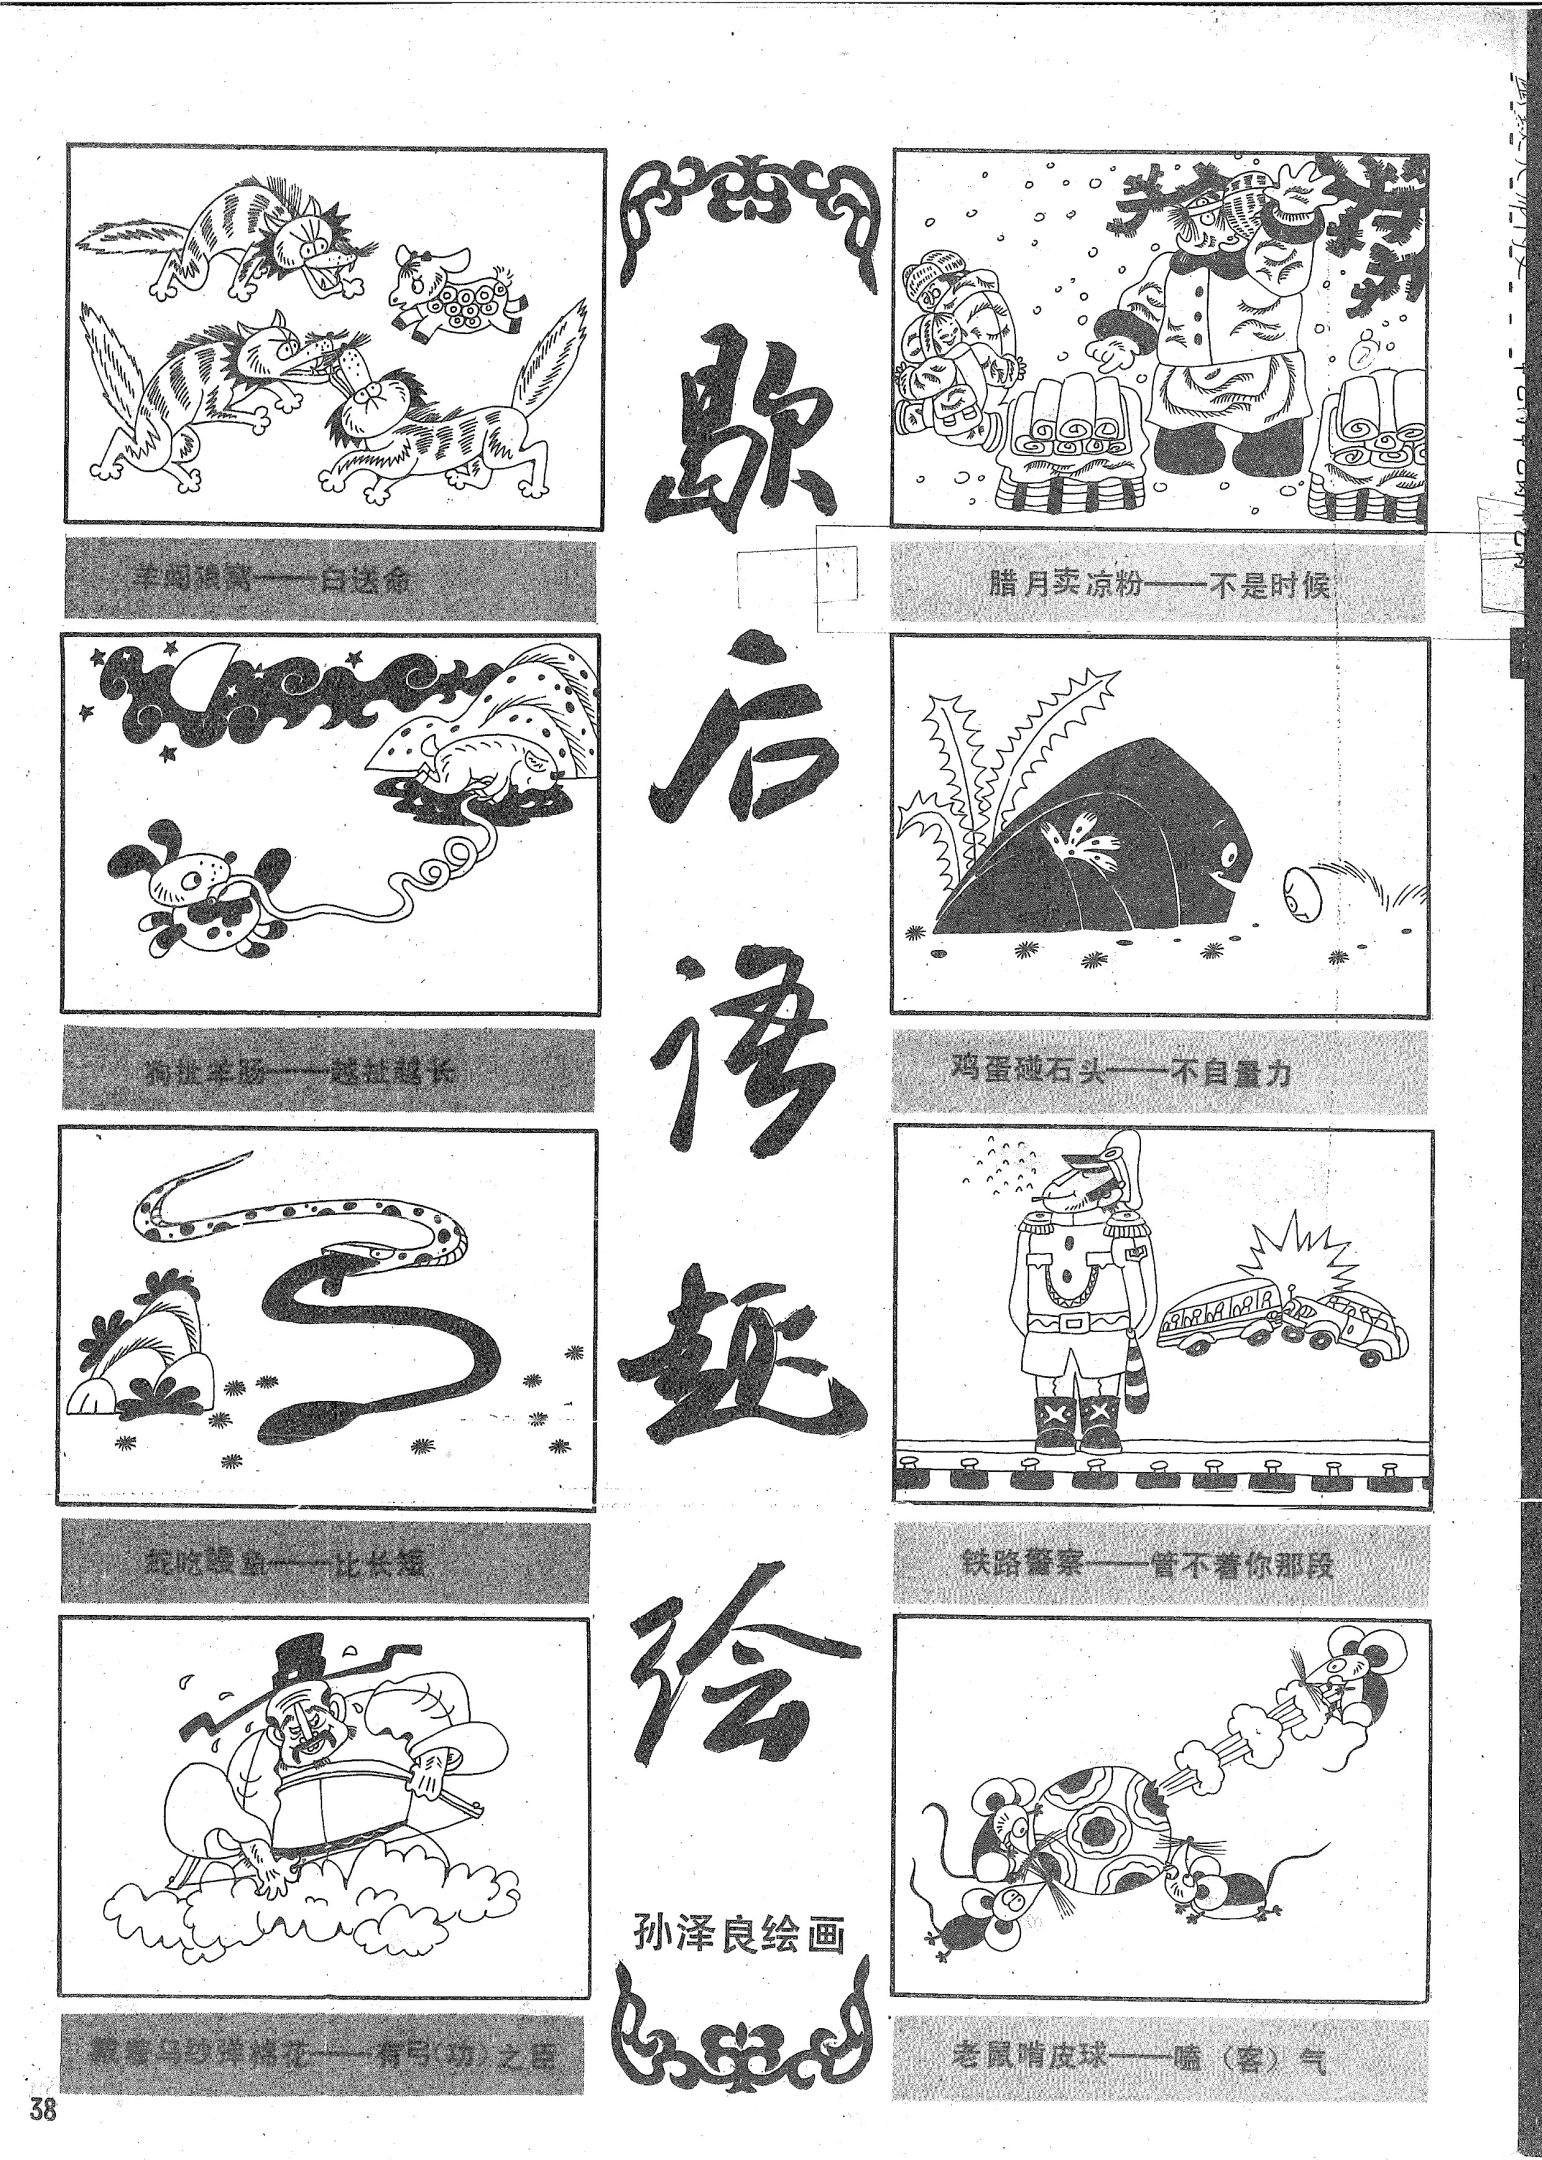 歇后语趣绘
孙泽良绘画
羊闯狼窝——白送命
狗扯羊肠——越扯越长
蛇吃鳗鱼——比长短
戴着乌纱弹棉花——有弓(功)之臣
腊月卖凉粉——不是时候
鸡蛋碰石头——不自量力
铁路警察——管不着你那段
老鼠啃皮球——嗑（客）气
38